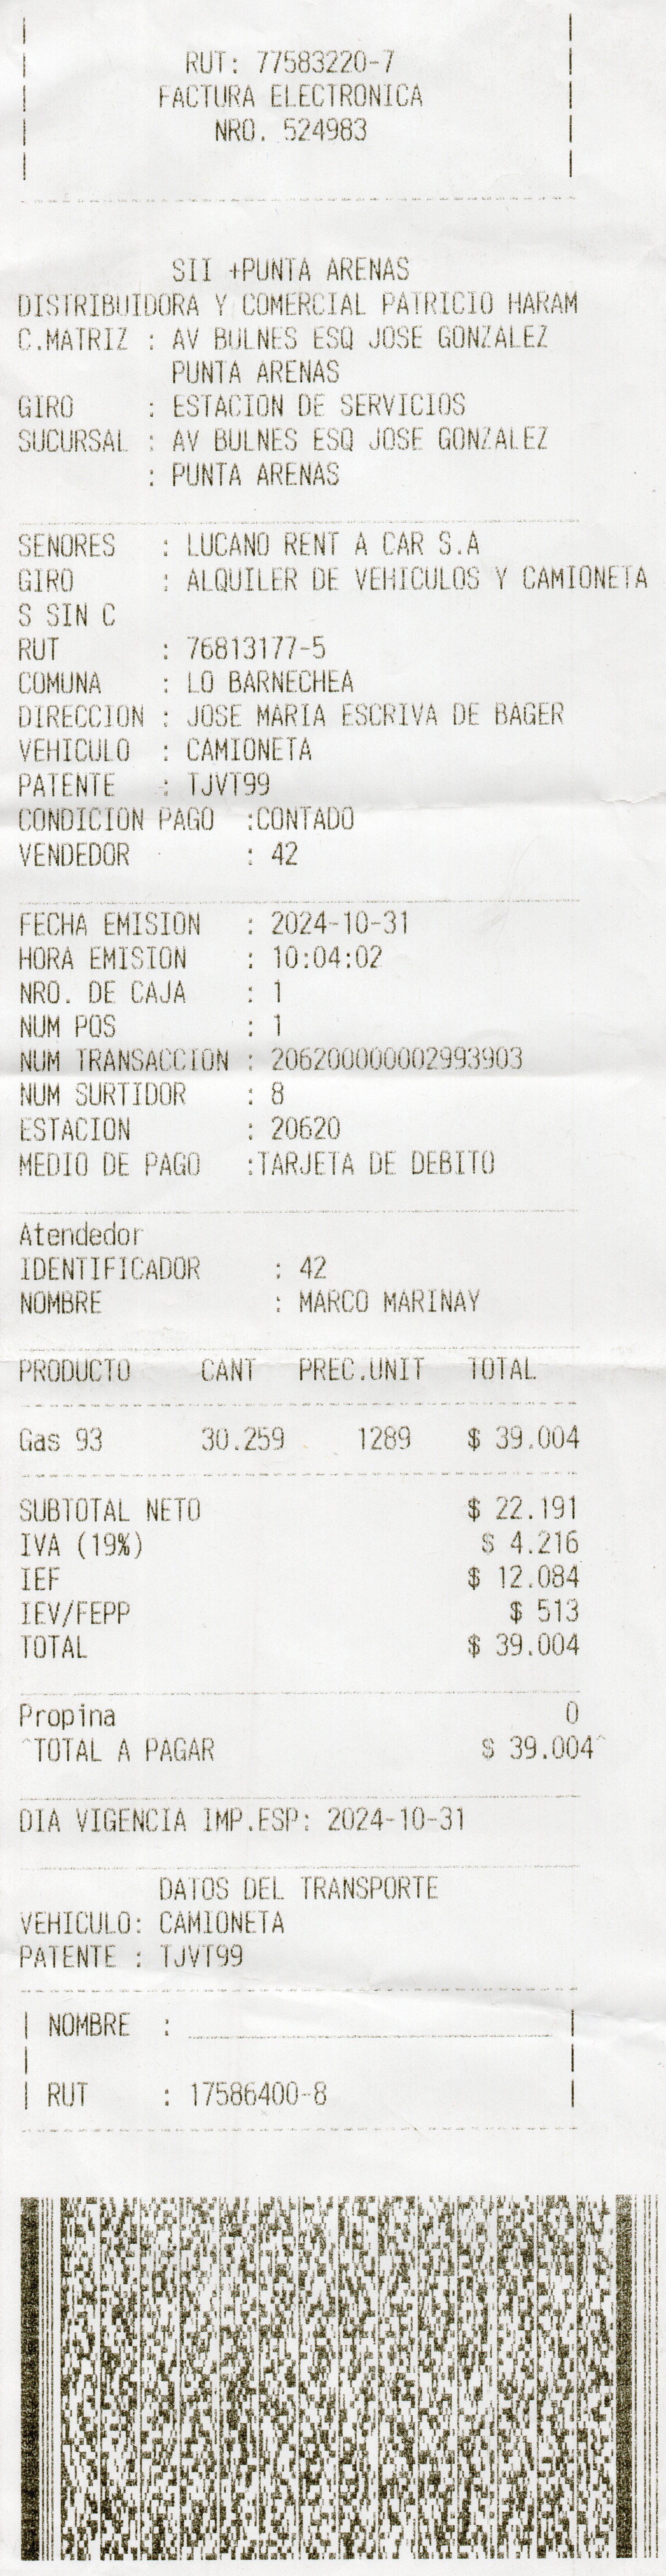 RUT: 77583220-7
FACTURA ELECTRONICA
NRO. 524983
SII +PUNTA ARENAS
DISTRIBUIDORA Y COMERCIAL PATRICIO HARAM
C.MATRIZ : AV BULNES ESQ JOSE GONZALEZ
PUNTA ARENAS
GIRO : ESTACION DE SERVICIOS
SUCURSAL : AV BULNES ESQ JOSE GONZALEZ
: PUNTA ARENAS
SENORES : LUCANO RENT A CAR S.A
GIRO : ALQUILER DE VEHICULOS Y CAMIONETA
S SIN C
RUT : 76813177-5
COMUNA : LO BARNECHEA
DIRECCION : JOSE MARIA ESCRIVA DE BAGER
VEHICULO : CAMIONETA
PATENTE : TJVT99
CONDICION PAGO :CONTADO
VENDEDOR : 42
FECHA EMISION : 2024-10-31
HORA EMISION : 10:04:02
NRO. DE CAJA : 1
NUM POS : 1
NUM TRANSACCION : 206200000002993903
NUM SURTIDOR : 8
ESTACION : 20620
MEDIO DE PAGO :TARJETA DE DEBITO
Atendedor
IDENTIFICADOR : 42
NOMBRE : MARCO MARINAY
PRODUCTO CANT PREC.UNIT TOTAL
Gas 93 30.259 1289 $ 39.004
SUBTOTAL NETO $ 22.191
IVA (19%) $ 4.216
IEF $ 12.084
IEV/FEPP $ 513
TOTAL $ 39.004
Propina 0
^TOTAL A PAGAR $ 39.004^
DIA VIGENCIA IMP.ESP: 2024-10-31
DATOS DEL TRANSPORTE
VEHICULO: CAMIONETA
PATENTE : TJVT99
NOMBRE :
RUT : 17586400-8